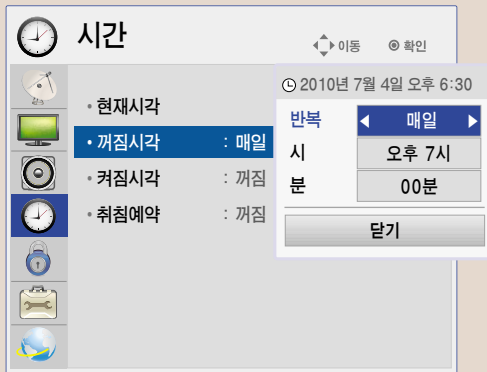 시간
이동 확인
현재시각
꺼짐시각 : 매일
켜짐시각 : 꺼짐
취침예약 : 꺼짐
2010년 7월 4일 오후 6:30
반복 매일
시 오후 7시
분 00분
닫기